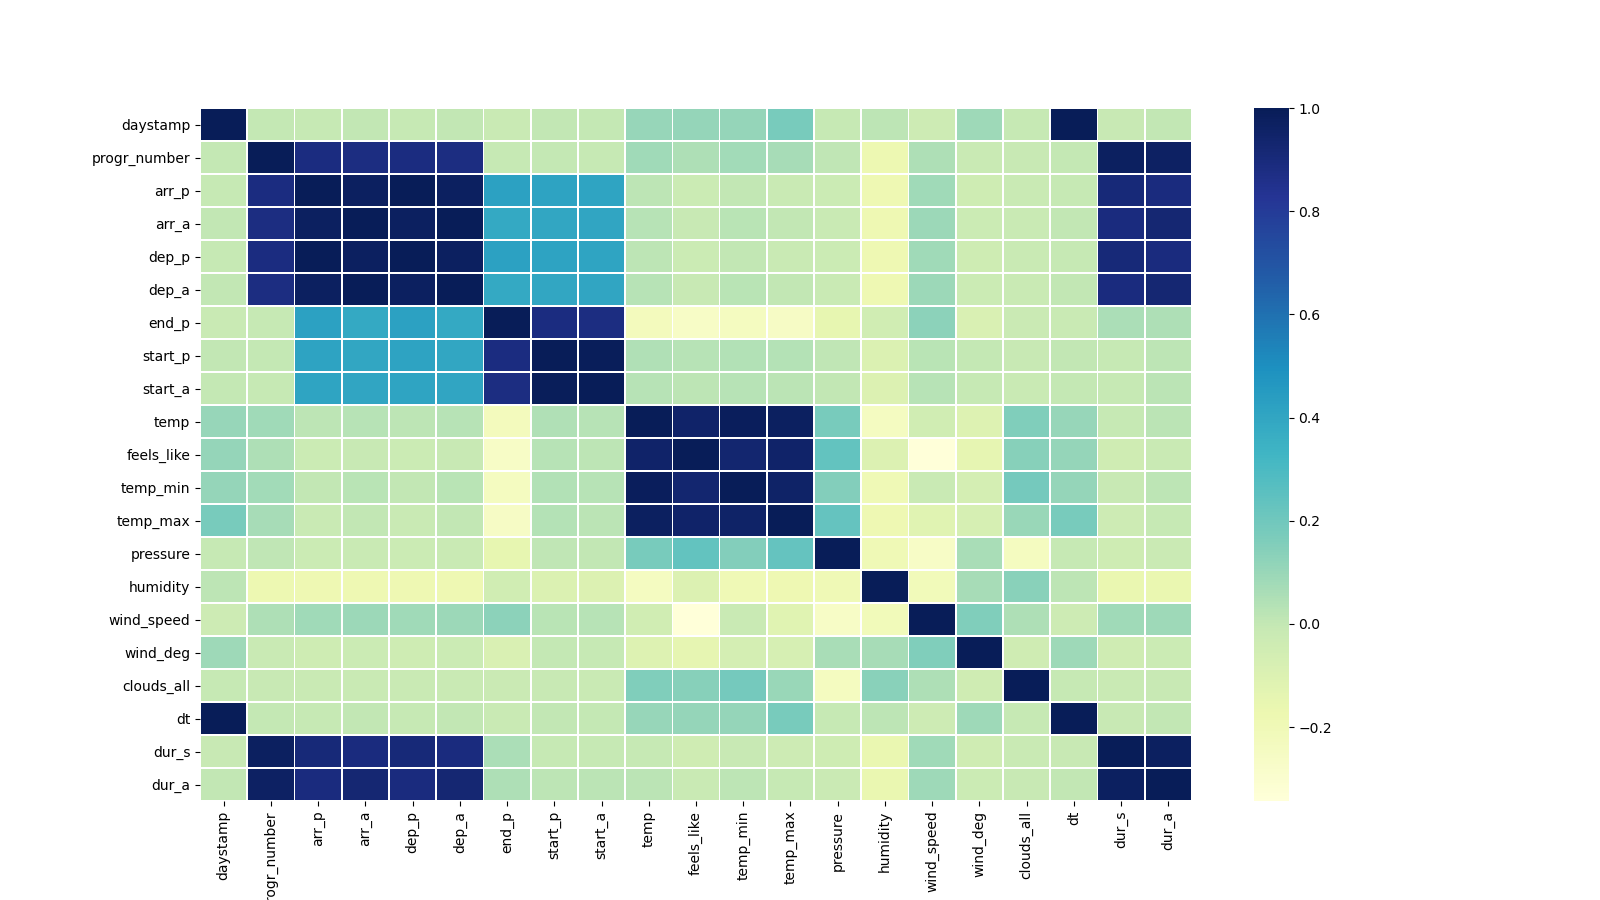 daystamp
progr_number
arr_p
arr_a
dep_p
dep_a
end_p
start_p
start_a
temp
feels_like
temp_min
temp_max
pressure
humidity
wind_speed
wind_deg
clouds_all
dt
dur_s
dur_a
daystamp
rogr_number
arr_p
arr_a
dep_p
dep_a
end_p
start_p
start_a
temp
feels_like
temp_min
temp_max
pressure
humidity
wind_speed
wind_deg
clouds_all
dt
dur_s
dur_a
1.0
0.8
0.6
0.4
0.2
0.0
−0.2